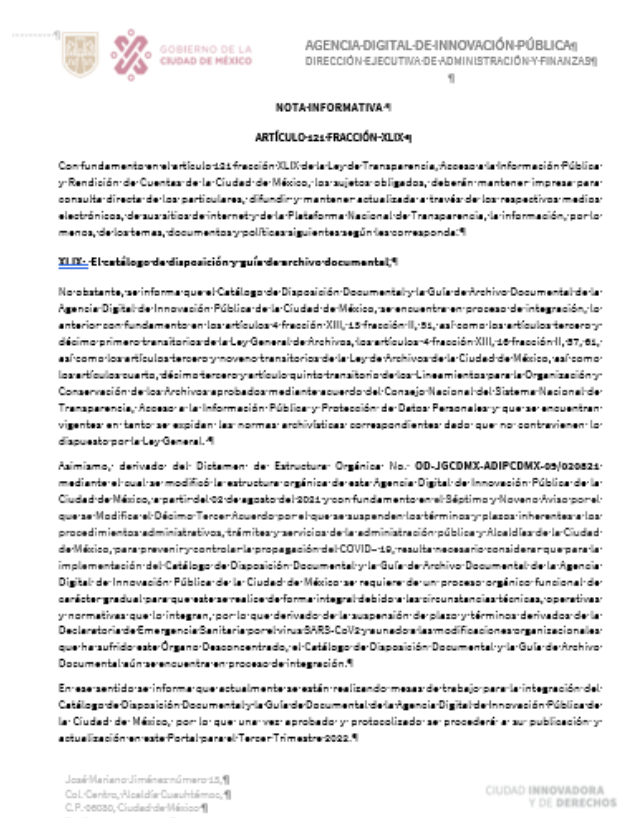 GOBIERNO DE LA
CIUDAD DE MÉXICO
AGENCIA DIGITAL DE INNOVACIÓN PÚBLICA
DIRECCIÓN EJECUTIVA DE ADMINISTRACIÓN Y FINANZAS
NOTA INFORMATIVA
ARTÍCULO 121 FRACCIÓN XLIX
Con fundamento en el artículo 121 fracción XLIX de la Ley de Transparencia, Acceso a la Información Pública
y Rendición de Cuentas de la Ciudad de México, los sujetos obligados, deberán mantener impresa para
consulta directa de los particulares, difundir y mantener actualizada a través de los respectivos medios
electrónicos, de sus sitios de internet y de la Plataforma Nacional de Transparencia, la información, por lo
menos, de los temas, documentos y políticas siguientes según les corresponda:
XLIX. El catálogo de disposición y guía de archivo documental;
No obstante, se informa que el Catálogo de Disposición Documental y la Guía de Archivo Documental de la
Agencia Digital de Innovación Pública de la Ciudad de México, se encuentra en proceso de integración, lo
anterior con fundamento en los artículos 4 fracción XIII, 13 fracción II, 51, así como los artículos tercero y
décimo primero transitorios de la Ley General de Archivos, los artículos 4 fracción XIII, 16 fracción II, 37, 61,
así como los artículos tercero y noveno transitorios de la Ley de Archivos de la Ciudad de México, así como
los artículos cuarto, décimo tercero y artículo quinto transitorio de los Lineamientos para la Organización y
Conservación de los Archivos aprobados mediante acuerdo del Consejo Nacional del Sistema Nacional de
Transparencia, Acceso a la Información Pública y Protección de Datos Personales y que se encuentran
vigentes en tanto se expidan las normas archivísticas correspondientes dado que no contravienen lo
dispuesto por la Ley General.
Asimismo, derivado del Dictamen de Estructura Orgánica No. OD-JGCDMX-ADIPCDMX-09/020821
mediante el cual se modificó la estructura orgánica de esta Agencia Digital de Innovación Pública de la
Ciudad de México, a partir del 02 de agosto del 2021 y con fundamento en el Séptimo y Noveno Aviso por el
que se Modifica el Décimo Tercer Acuerdo por el que se suspenden los términos y plazos inherentes a los
procedimientos administrativos, trámites y servicios de la administración pública y Alcaldías de la Ciudad
de México, para prevenir y controlar la propagación del COVID-19, resulta necesario considerar que para la
implementación del Catálogo de Disposición Documental y la Guía de Archivo Documental de la Agencia
Digital de Innovación Pública de la Ciudad de México se requiere de un proceso orgánico funcional de
carácter gradual para que este se realice de forma integral debido a las circunstancias técnicas, operativas
y normativas que lo integran, por lo que derivado de la suspensión de plazo y términos derivados de la
Declaratoria de Emergencia Sanitaria por el virus SARS-CoV2 y aunado a las modificaciones organizacionales
que ha sufrido este Órgano Desconcentrado, el Catálogo de Disposición Documental y la Guía de Archivo
Documental aún se encuentra en proceso de integración.
En ese sentido se informa que actualmente se están realizando mesas de trabajo para la integración del
Catálogo de Disposición Documental y la Guía de Documental de la Agencia Digital de Innovación Pública de
la Ciudad de México, por lo que una vez aprobado y protocolizado se procederá a su publicación y
actualización en este Portal para el Tercer Trimestre 2022.
José Mariano Jiménez número 13,
Col. Centro, Alcaldía Cuauhtémoc,
C.P. 06080, Ciudad de México
CIUDAD INNOVADORA
Y DE DERECHOS